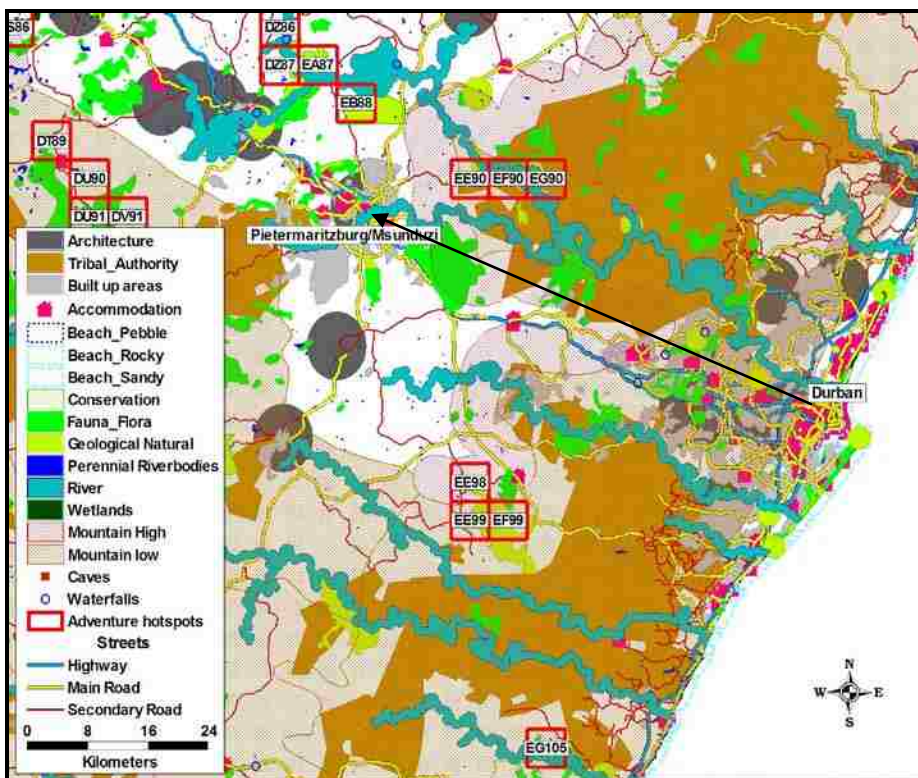 S86
DZ86
DZ87
EA87
EB88
DT89
DU90
EE90
EF90
EG90
DU91
DV91
Pietermaritzburg/Msunduzi
Durban
EE98
EE99
EF99
EG105
Architecture
Tribal_Authority
Built up areas
Accommodation
Beach_Pebble
Beach_Rocky
Beach_Sandy
Conservation
Fauna_Flora
Geological Natural
Perennial Riverbodies
River
Wetlands
Mountain High
Mountain low
Caves
Waterfalls
Adventure hotspots
Streets
Highway
Main Road
Secondary Road
0 8 16 24
Kilometers
N
W E
S